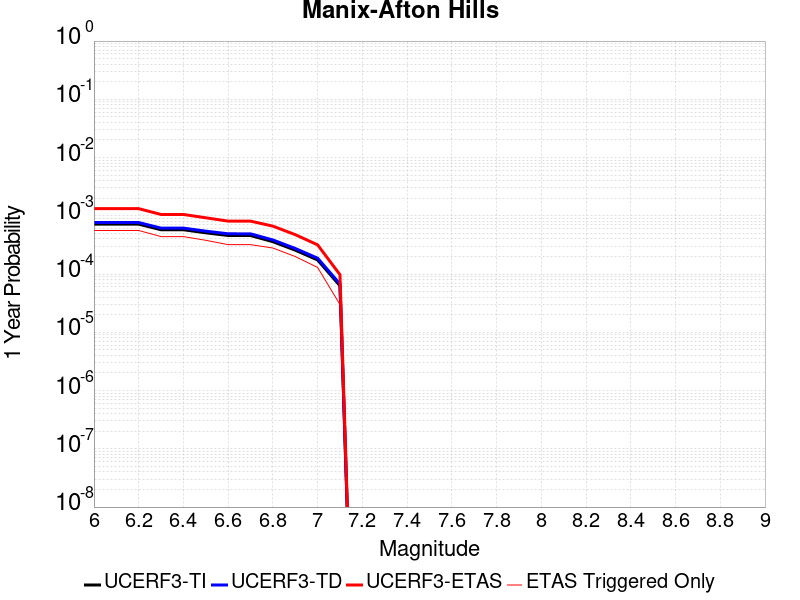 Manix-Afton Hills
10^0
10^-1
10^-2
10^-3
10^-4
10^-5
10^-6
10^-7
10^-8
1 Year Probability
6 6.2 6.4 6.6 6.8 7 7.2 7.4 7.6 7.8 8 8.2 8.4 8.6 8.8 9
Magnitude
UCERF3-TI UCERF3-TD UCERF3-ETAS ETAS Triggered Only